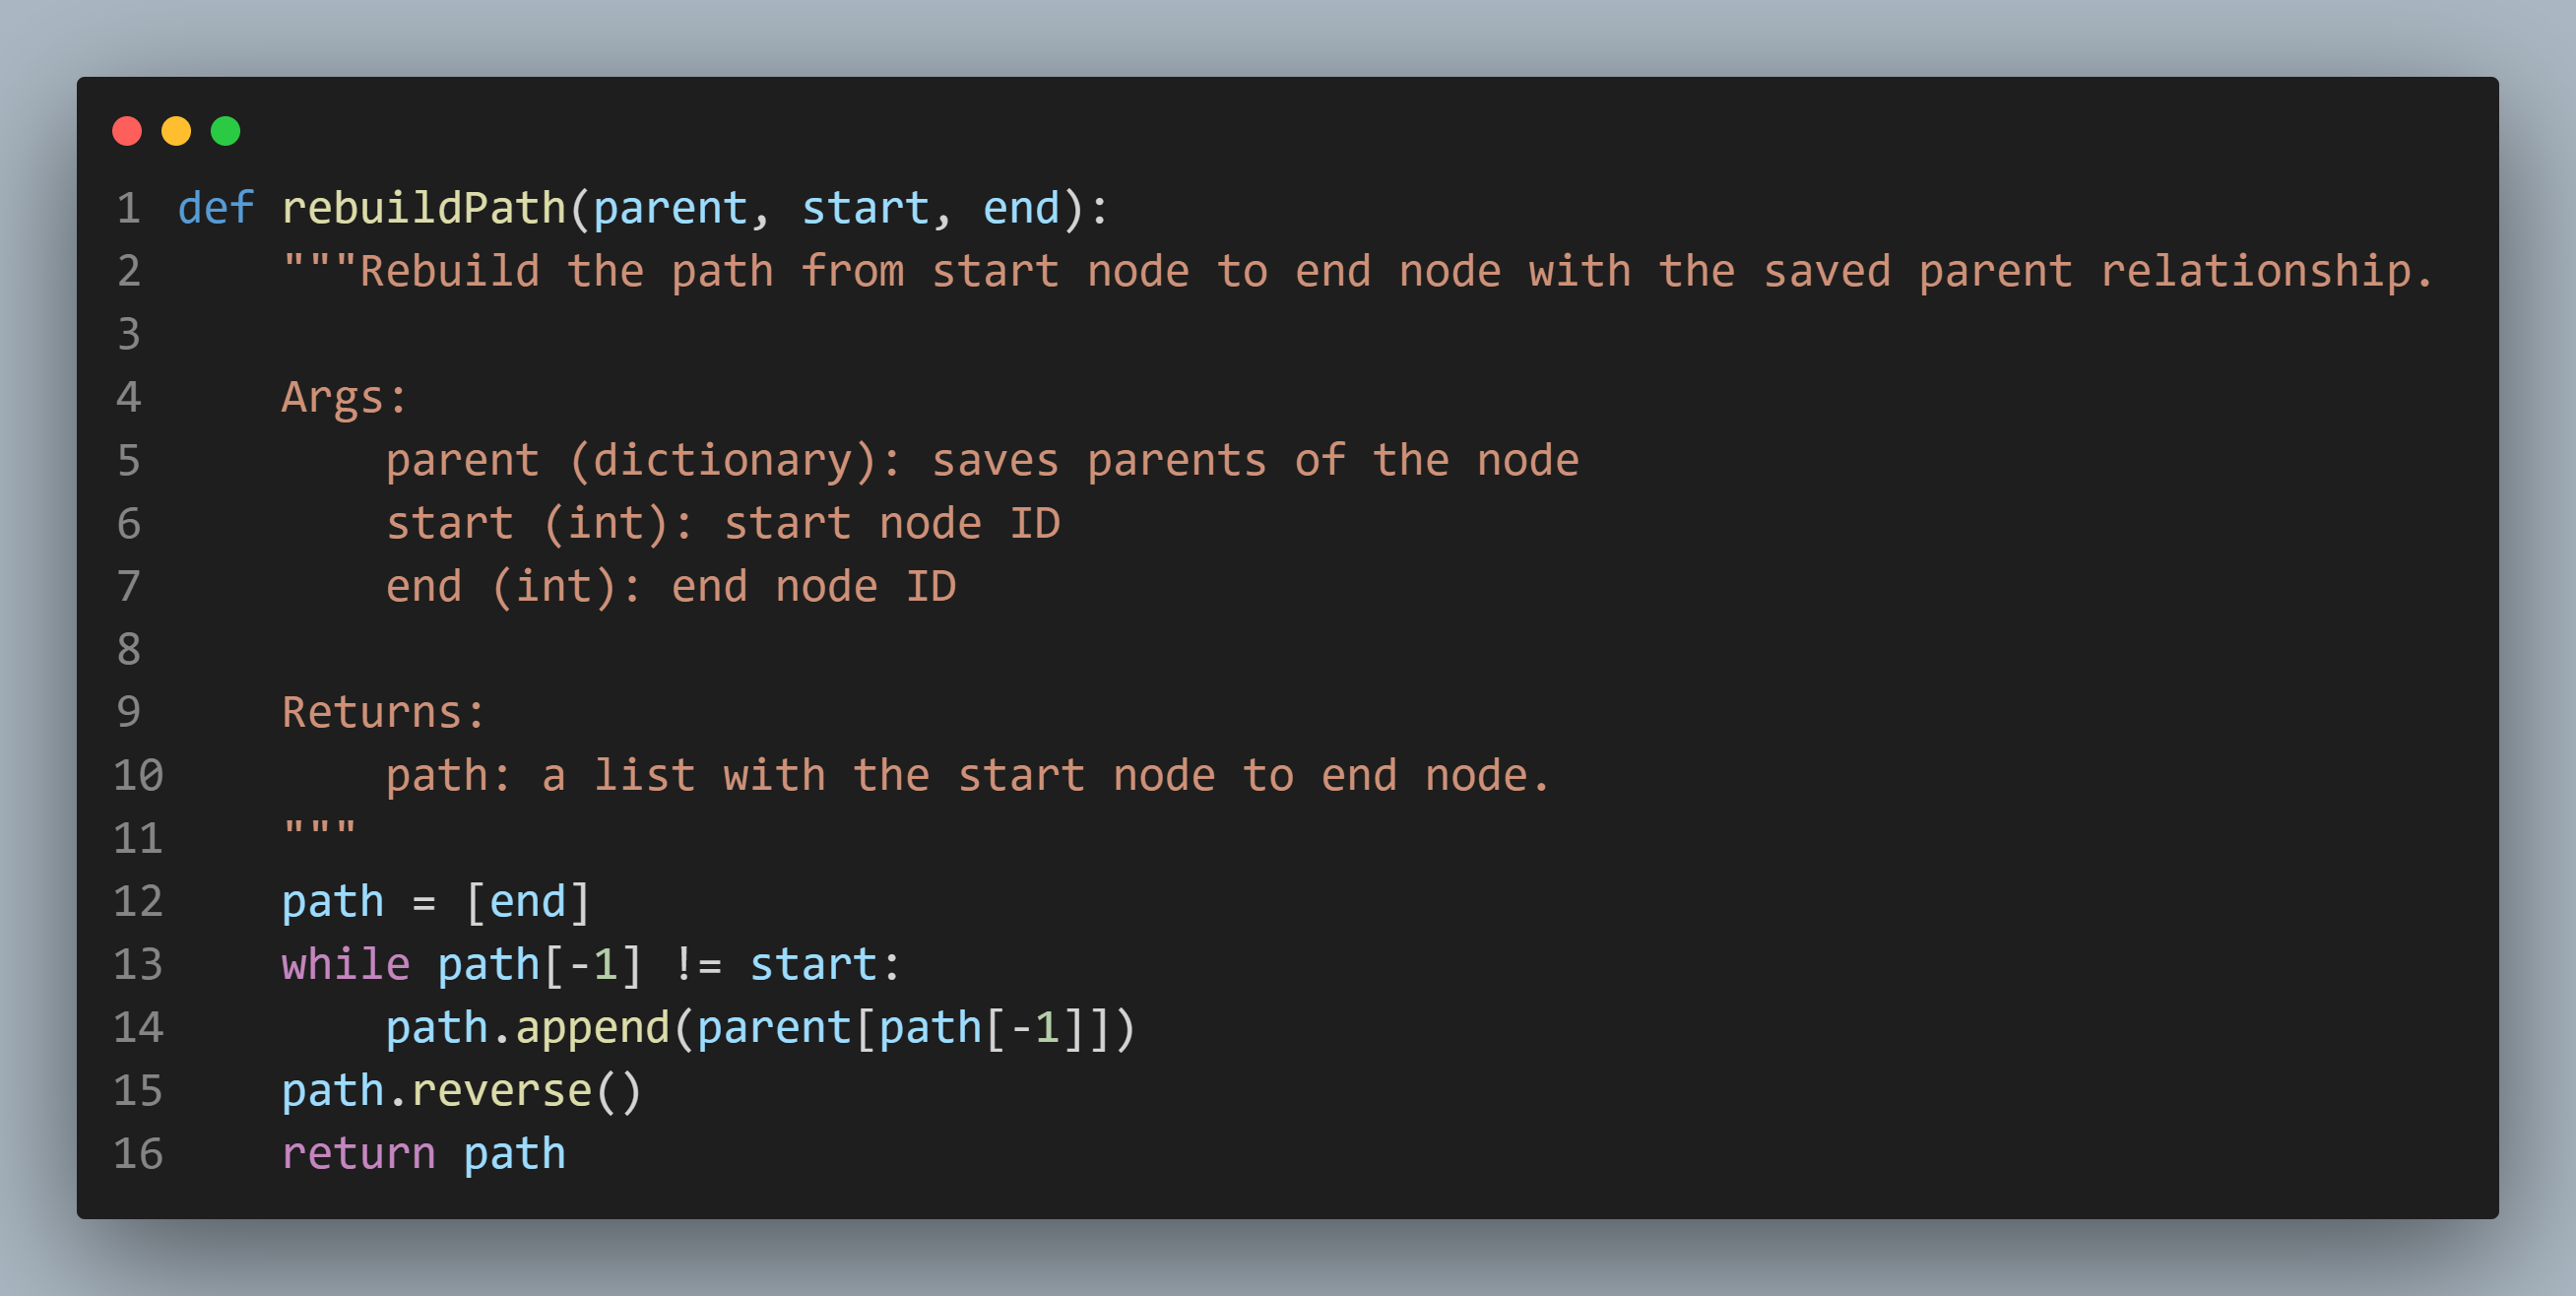 1 def rebuildPath(parent, start, end):
2     """Rebuild the path from start node to end node with the saved parent relationship.
3
4     Args:
5         parent (dictionary): saves parents of the node
6         start (int): start node ID
7         end (int): end node ID
8
9     Returns:
10         path: a list with the start node to end node.
11     """
12     path = [end]
13     while path[-1] != start:
14         path.append(parent[path[-1]])
15     path.reverse()
16     return path